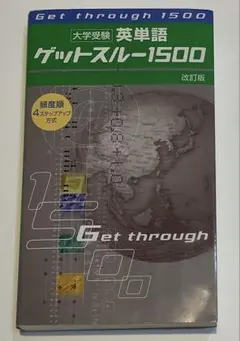 Get through 1500
大学受験 英単語
ゲットスルー1500
改訂版
頻度順
4ステップアップ
方式
Get through
1500